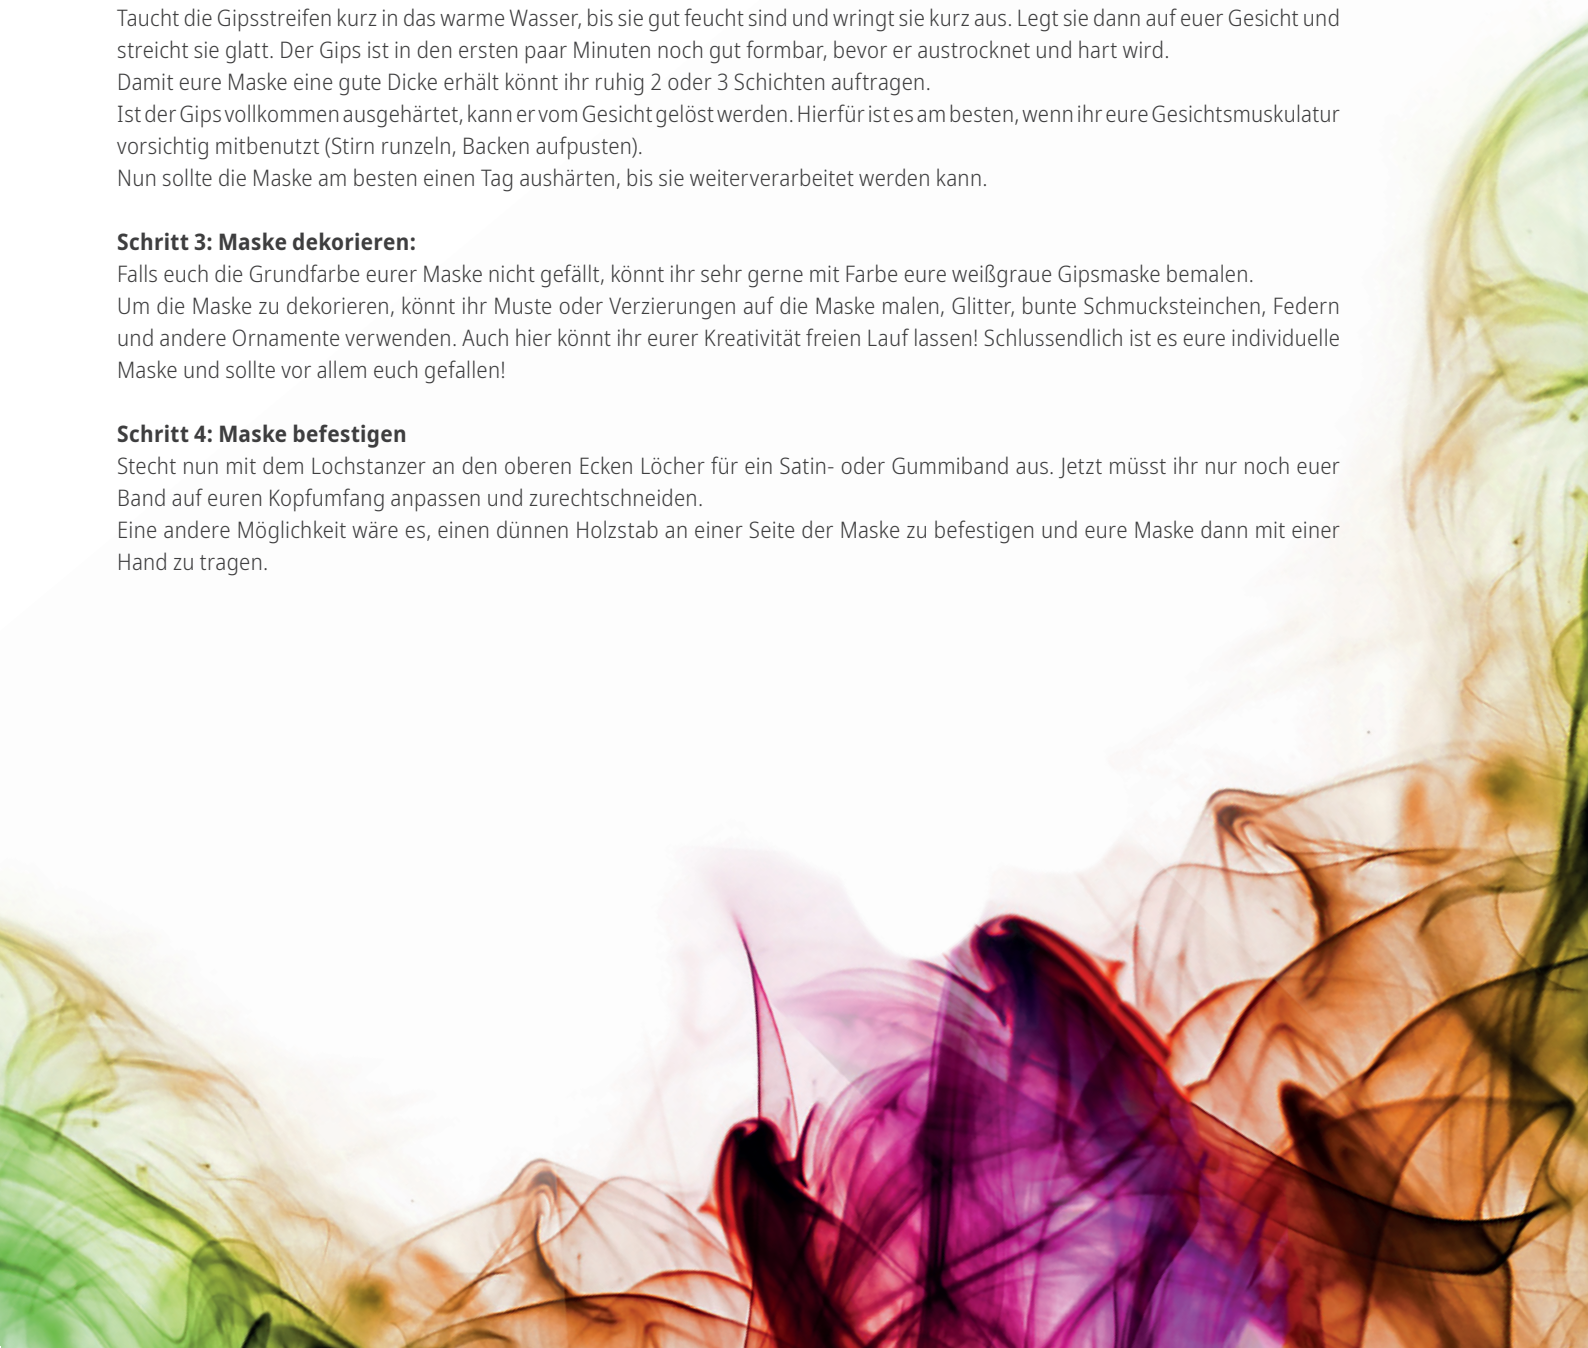 Taucht die Gipsstreifen kurz in das warme Wasser, bis sie gut feucht sind und wringt sie kurz aus. Legt sie dann auf euer Gesicht und
streicht sie glatt. Der Gips ist in den ersten paar Minuten noch gut formbar, bevor er austrocknet und hart wird.
Damit eure Maske eine gute Dicke erhält könnt ihr ruhig 2 oder 3 Schichten auftragen.
Ist der Gips vollkommen ausgehärtet, kann er vom Gesicht gelöst werden. Hierfür ist es am besten, wenn ihr eure Gesichtsmuskulatur
vorsichtig mitbenutzt (Stirn runzeln, Backen aufpusten).
Nun sollte die Maske am besten einen Tag aushärten, bis sie weiterverarbeitet werden kann.
Schritt 3: Maske dekorieren:
Falls euch die Grundfarbe eurer Maske nicht gefällt, könnt ihr sehr gerne mit Farbe eure weißgraue Gipsmaske bemalen.
Um die Maske zu dekorieren, könnt ihr Muste oder Verzierungen auf die Maske malen, Glitter, bunte Schmucksteinchen, Federn
und andere Ornamente verwenden. Auch hier könnt ihr eurer Kreativität freien Lauf lassen! Schlussendlich ist es eure individuelle
Maske und sollte vor allem euch gefallen!
Schritt 4: Maske befestigen
Stecht nun mit dem Lochstanzer an den oberen Ecken Löcher für ein Satin- oder Gummiband aus. Jetzt müsst ihr nur noch euer
Band auf euren Kopfumfang anpassen und zurechtschneiden.
Eine andere Möglichkeit wäre es, einen dünnen Holzstab an einer Seite der Maske zu befestigen und eure Maske dann mit einer
Hand zu tragen.